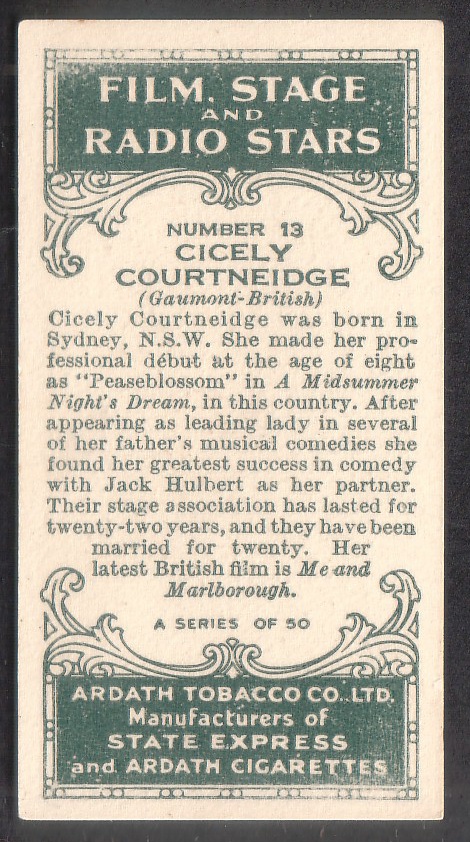 FILM, STAGE
AND
RADIO STARS
NUMBER 13
CICELY
COURTNEIDGE
(Gaumont-British)
Cicely Courtneidge was born in
Sydney, N.S.W. She made her pro-
fessional début at the age of eight
as "Peaseblossom" in A Midsummer
Night's Dream, in this country. After
appearing as leading lady in several
of her father's musical comedies she
found her greatest success in comedy
with Jack Hulbert as her partner.
Their stage association has lasted for
twenty-two years, and they have been
married for twenty. Her
latest British film is Me and
Marlborough.
A SERIES OF 50
ARDATH TOBACCO CO. LTD.
Manufacturers of
STATE EXPRESS
and ARDATH CIGARETTES